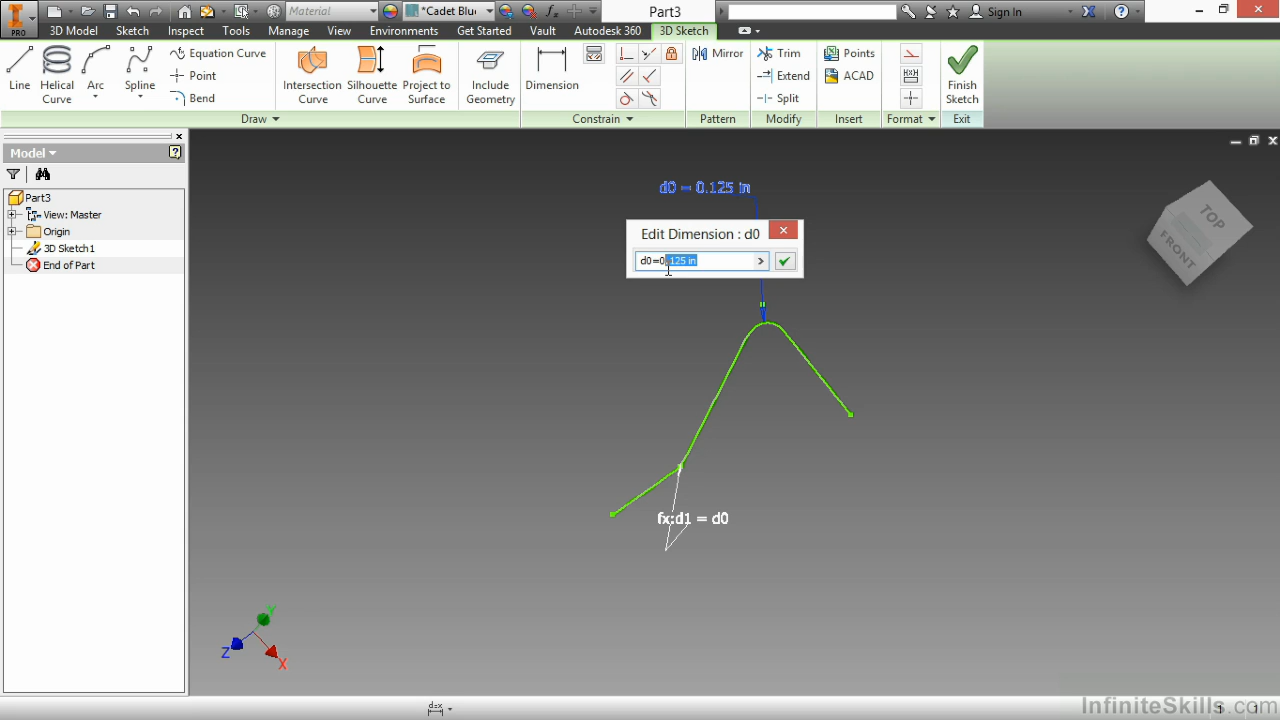 Material
*Cadet Blue
Part3
Sign In
PRO
3D Model
Sketch
Inspect
Tools
Manage
View
Environments
Get Started
Vault
Autodesk 360
3D Sketch
Line
Helical
Curve
Arc
Spline
Equation Curve
Point
Bend
Intersection
Curve
Silhouette
Curve
Project to
Surface
Include
Geometry
Dimension
Mirror
Trim
Extend
Split
Points
ACAD
Finish
Sketch
Draw
Constrain
Pattern
Modify
Insert
Format
Exit
Model
Part3
View: Master
Origin
3D Sketch1
End of Part
d0 = 0.125 in
Edit Dimension : d0
d0=0.125 in
fx:d1 = d0
TOP
FRONT
Y
Z
X
InfiniteSkills.com